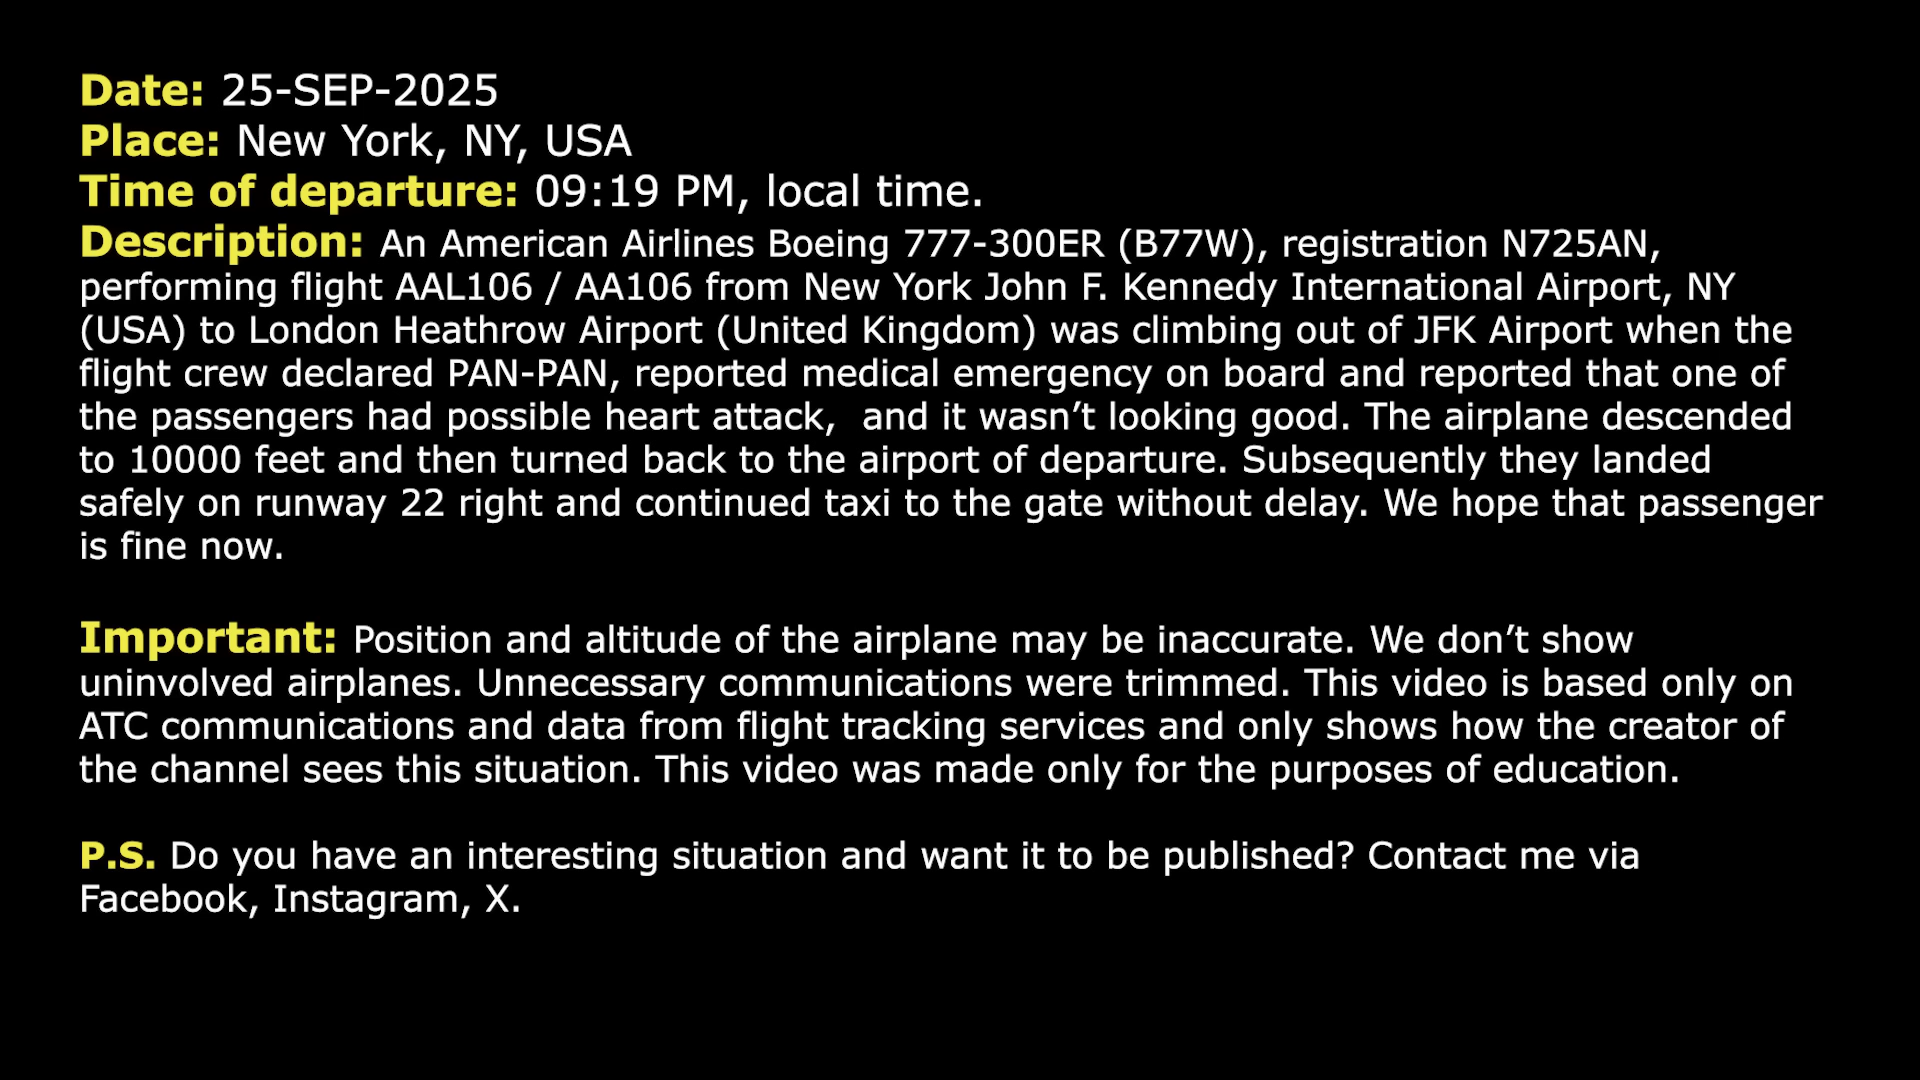 Date: 25-SEP-2025
Place: New York, NY, USA
Time of departure: 09:19 PM, local time.
Description: An American Airlines Boeing 777-300ER (B77W), registration N725AN,
performing flight AAL106 / AA106 from New York John F. Kennedy International Airport, NY
(USA) to London Heathrow Airport (United Kingdom) was climbing out of JFK Airport when the
flight crew declared PAN-PAN, reported medical emergency on board and reported that one of
the passengers had possible heart attack,  and it wasn’t looking good. The airplane descended
to 10000 feet and then turned back to the airport of departure. Subsequently they landed
safely on runway 22 right and continued taxi to the gate without delay. We hope that passenger
is fine now.
Important: Position and altitude of the airplane may be inaccurate. We don’t show
uninvolved airplanes. Unnecessary communications were trimmed. This video is based only on
ATC communications and data from flight tracking services and only shows how the creator of
the channel sees this situation. This video was made only for the purposes of education.
P.S. Do you have an interesting situation and want it to be published? Contact me via
Facebook, Instagram, X.